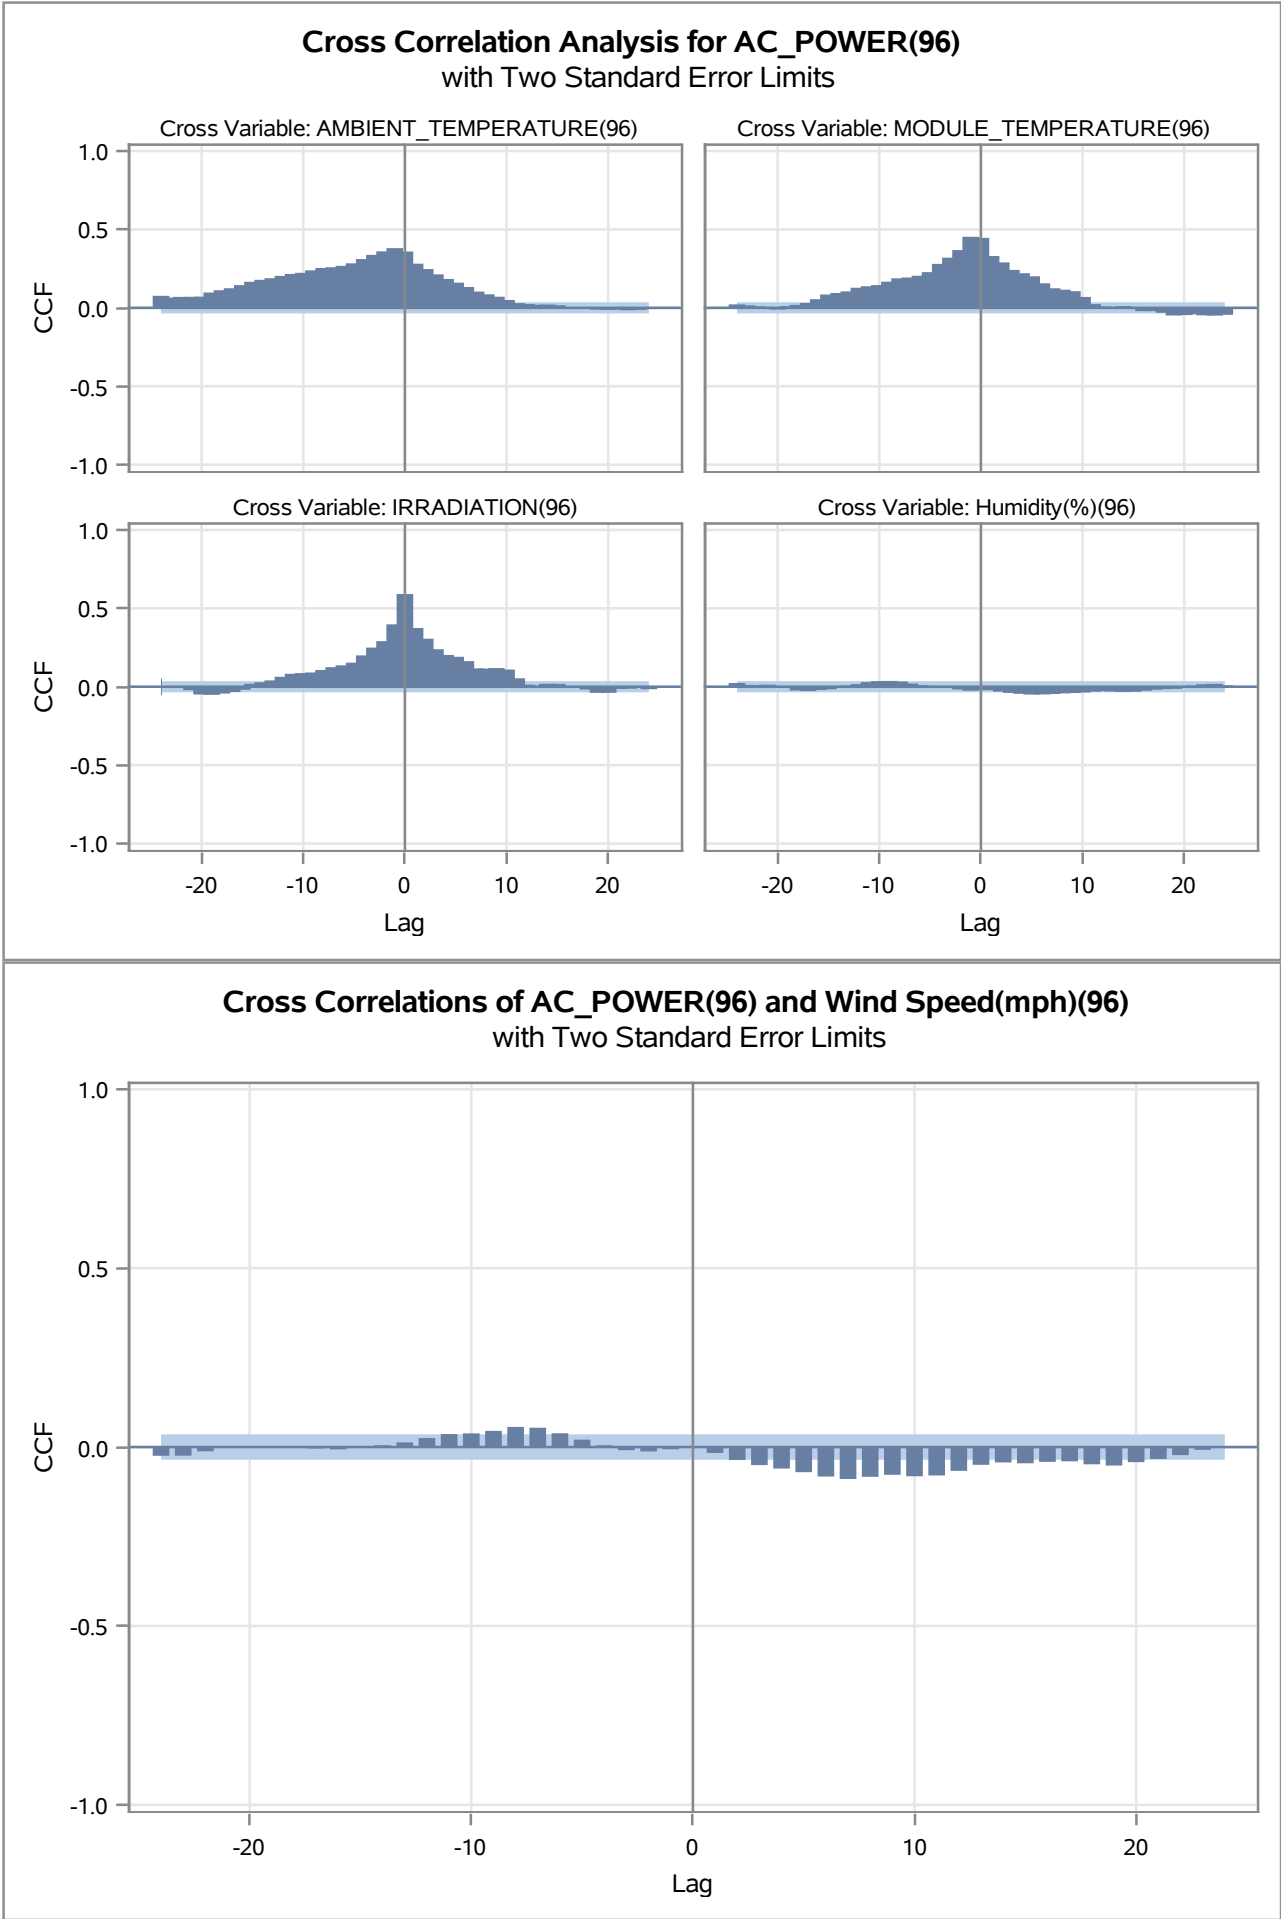 Cross Correlation Analysis for AC_POWER(96)
with Two Standard Error Limits
Cross Variable: AMBIENT_TEMPERATURE(96)
Cross Variable: MODULE_TEMPERATURE(96)
1.0
0.5
0.0
-0.5
-1.0
CCF
Cross Variable: IRRADIATION(96)
Cross Variable: Humidity(%)(96)
1.0
0.5
0.0
-0.5
-1.0
CCF
-20 -10 0 10 20
-20 -10 0 10 20
Lag
Lag
Cross Correlations of AC_POWER(96) and Wind Speed(mph)(96)
with Two Standard Error Limits
1.0
0.5
0.0
-0.5
-1.0
CCF
-20 -10 0 10 20
Lag